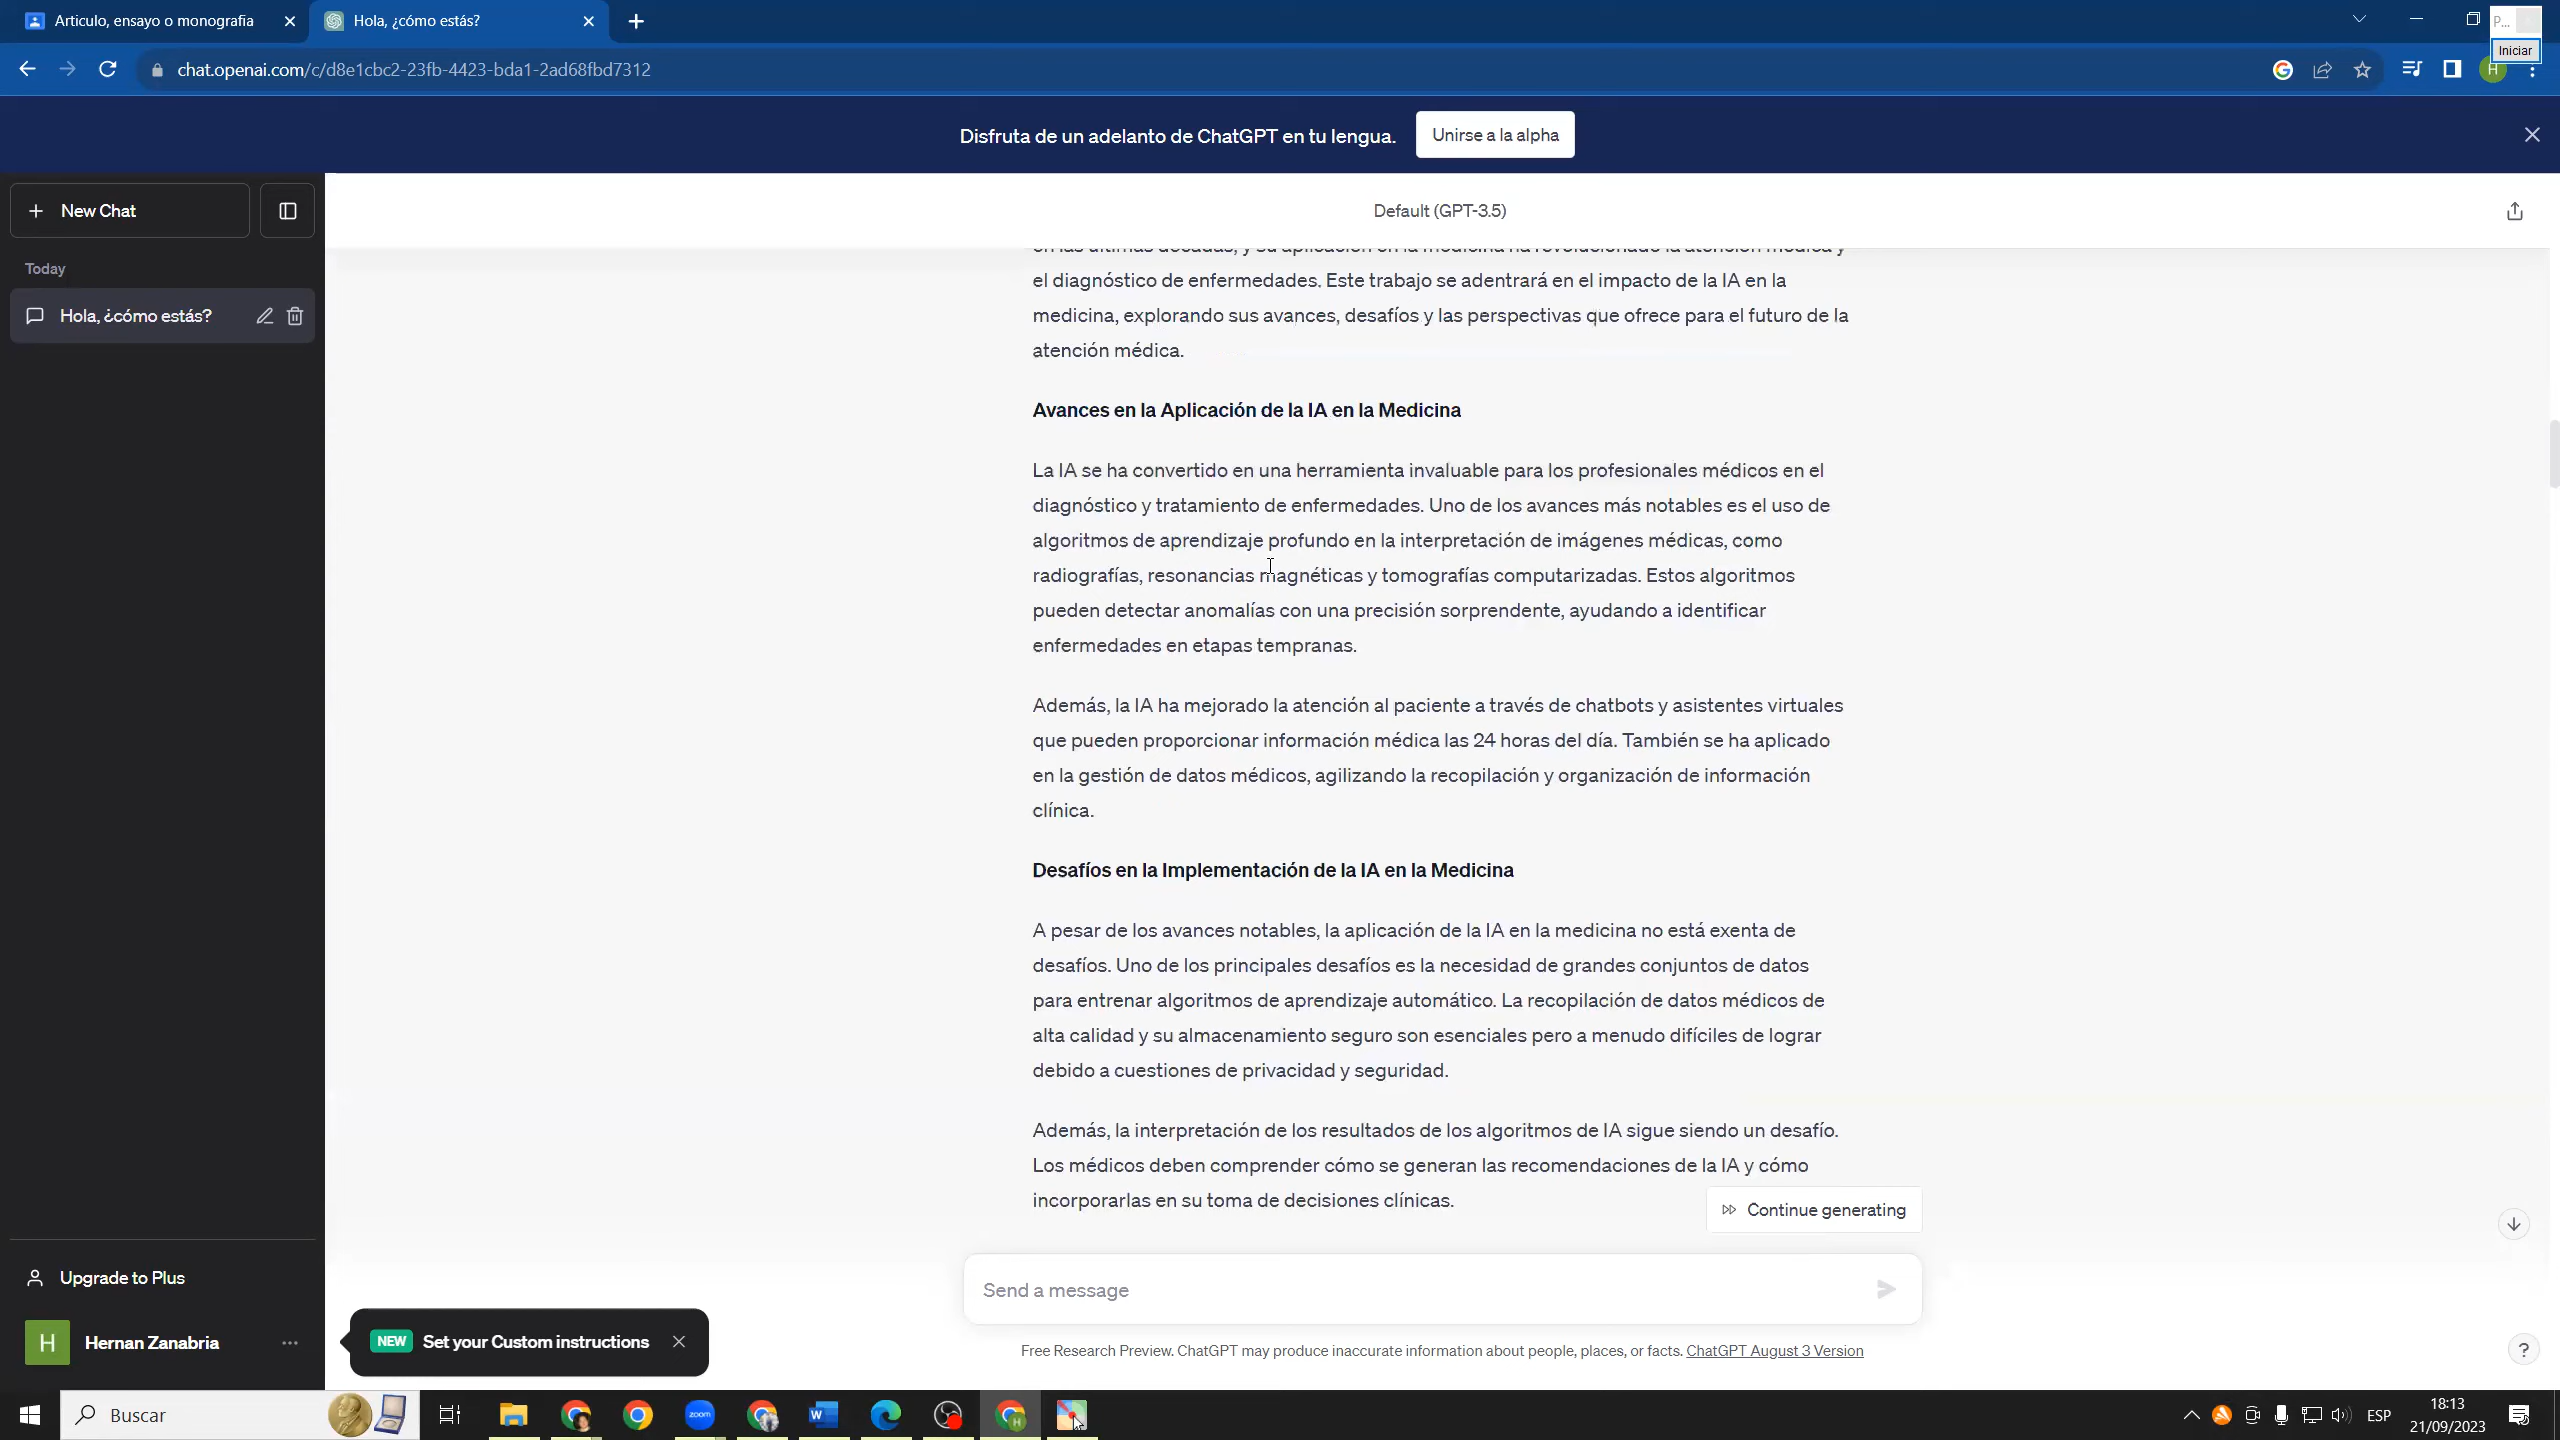 Articulo, ensayo o monografia
Hola, ¿cómo estás?
P...
Iniciar
chat.openai.com/c/d8e1cbc2-23fb-4423-bda1-2ad68fbd7312
H
Disfruta de un adelanto de ChatGPT en tu lengua.
Unirse a la alpha
New Chat
Default (GPT-3.5)
Today
Hola, ¿cómo estás?
en las últimas décadas, y su aplicación en la medicina ha revolucionado la atención médica y
el diagnóstico de enfermedades. Este trabajo se adentrará en el impacto de la IA en la
medicina, explorando sus avances, desafíos y las perspectivas que ofrece para el futuro de la
atención médica.
Avances en la Aplicación de la IA en la Medicina
La IA se ha convertido en una herramienta invaluable para los profesionales médicos en el
diagnóstico y tratamiento de enfermedades. Uno de los avances más notables es el uso de
algoritmos de aprendizaje profundo en la interpretación de imágenes médicas, como
radiografías, resonancias magnéticas y tomografías computarizadas. Estos algoritmos
pueden detectar anomalías con una precisión sorprendente, ayudando a identificar
enfermedades en etapas tempranas.
Además, la IA ha mejorado la atención al paciente a través de chatbots y asistentes virtuales
que pueden proporcionar información médica las 24 horas del día. También se ha aplicado
en la gestión de datos médicos, agilizando la recopilación y organización de información
clínica.
Desafíos en la Implementación de la IA en la Medicina
A pesar de los avances notables, la aplicación de la IA en la medicina no está exenta de
desafíos. Uno de los principales desafíos es la necesidad de grandes conjuntos de datos
para entrenar algoritmos de aprendizaje automático. La recopilación de datos médicos de
alta calidad y su almacenamiento seguro son esenciales pero a menudo difíciles de lograr
debido a cuestiones de privacidad y seguridad.
Además, la interpretación de los resultados de los algoritmos de IA sigue siendo un desafío.
Los médicos deben comprender cómo se generan las recomendaciones de la IA y cómo
incorporarlas en su toma de decisiones clínicas.
Continue generating
Send a message
Free Research Preview. ChatGPT may produce inaccurate information about people, places, or facts. ChatGPT August 3 Version
Upgrade to Plus
H
Hernan Zanabria
NEW Set your Custom instructions
?
Buscar
zoom
W
H
ESP
18:13
21/09/2023